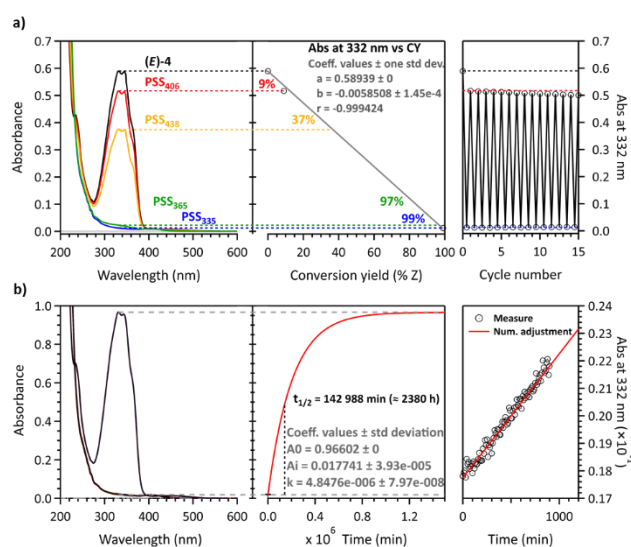 a)
0.7
0.6
0.5
0.4
0.3
0.2
0.1
0.0
Absorbance
(E)-4
PSS406
PSS438
PSS365
PSS335
200 300 400 500 600
Wavelength (nm)
Abs at 332 nm vs CY
Coeff. values ± one std dev.
a = 0.58939 ± 0
b = -0.0058508 ± 1.45e-4
r = -0.999424
9%
37%
97%
99%
0 20 40 60 80 100
Conversion yield (% Z)
0.7
0.6
0.5
0.4
0.3
0.2
0.1
0.0
Abs at 332 nm
0 5 10 15
Cycle number
b)
1.0
0.8
0.6
0.4
0.2
0.0
Absorbance
200 300 400 500 600
Wavelength (nm)
t1/2 = 142 988 min (≈ 2380 h)
Coeff. values ± std deviation
A0 = 0.96602 ± 0
Ai = 0.017741 ± 3.93e-005
k = 4.8476e-006 ± 7.97e-008
0.0 0.4 0.8 1.2
× 10⁶ Time (min)
Measure
Num. adjustment
0.24
0.23
0.22
0.21
0.20
0.19
0.18
0.17
Abs at 332 nm (×10⁻¹)
0 1000
Time (min)